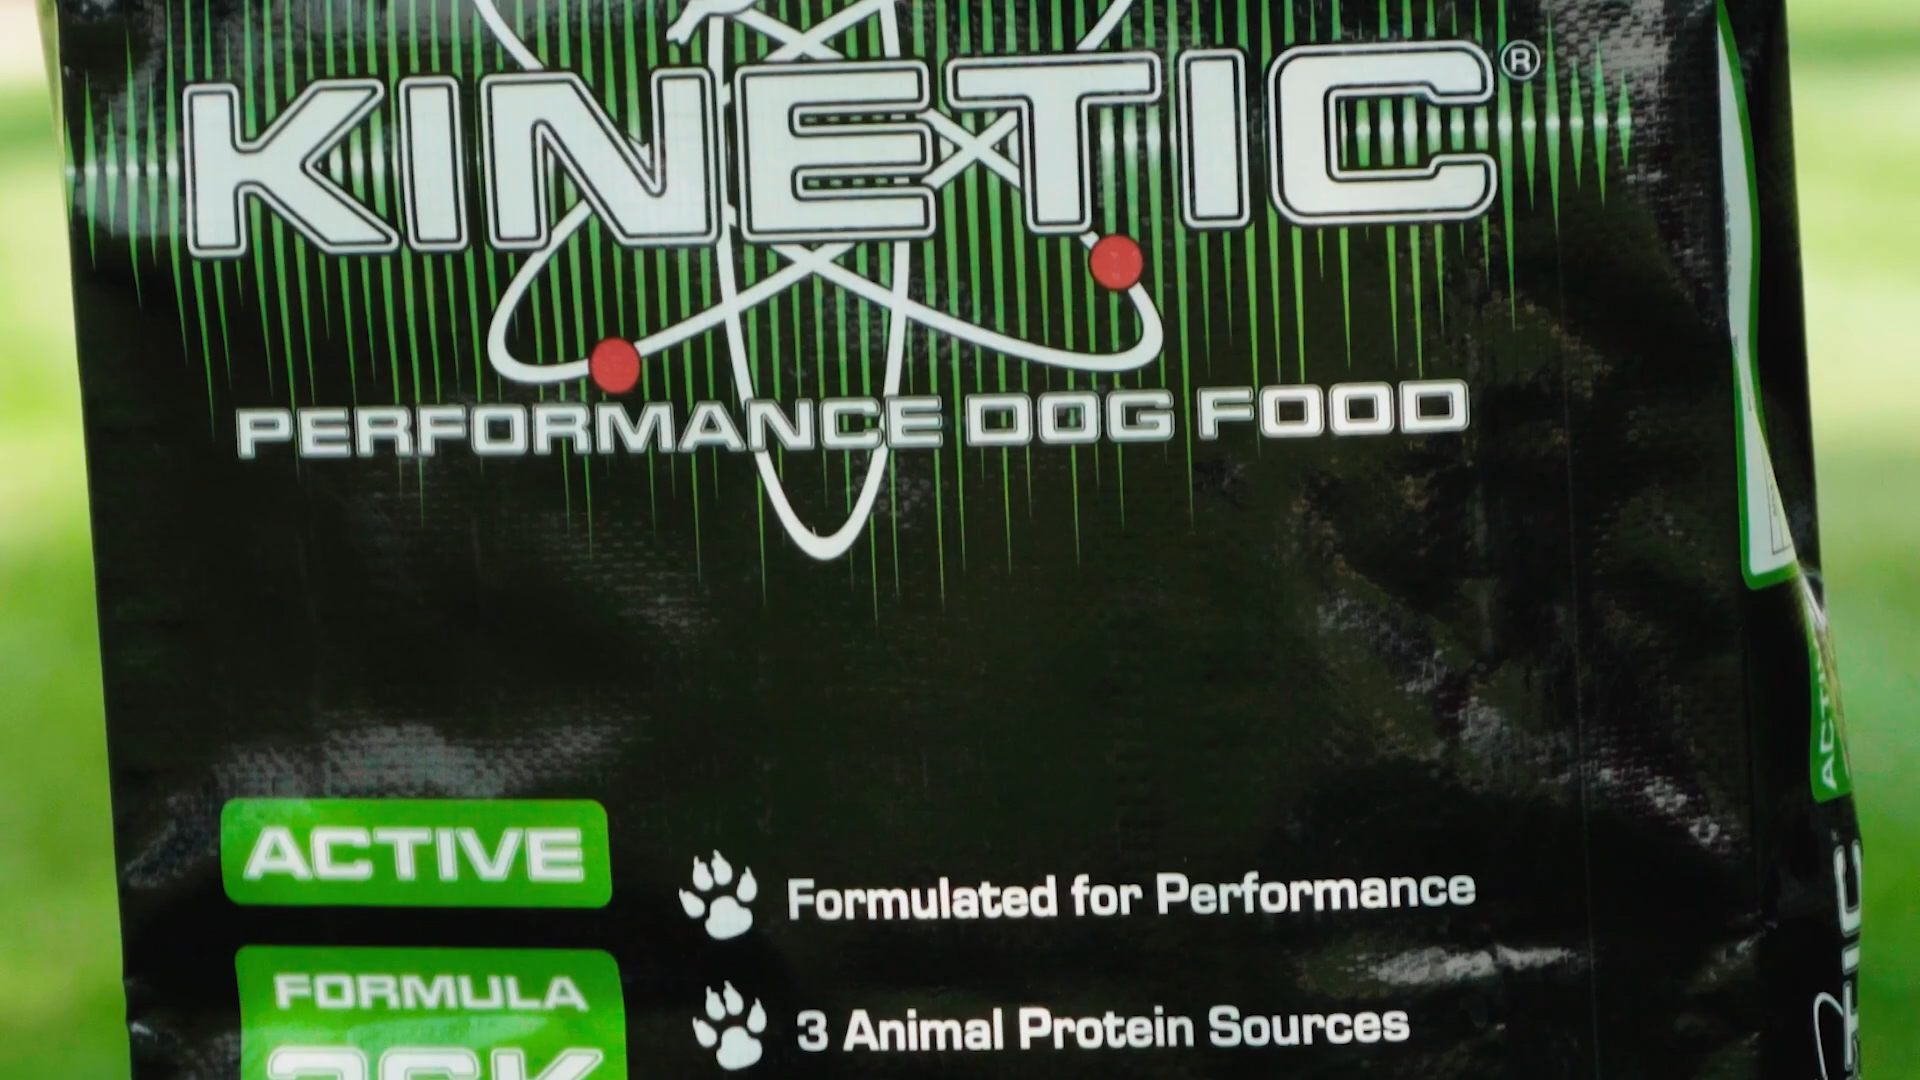 KINETIC®
PERFORMANCE DOG FOOD
ACTIVE
Formulated for Performance
FORMULA
3 Animal Protein Sources